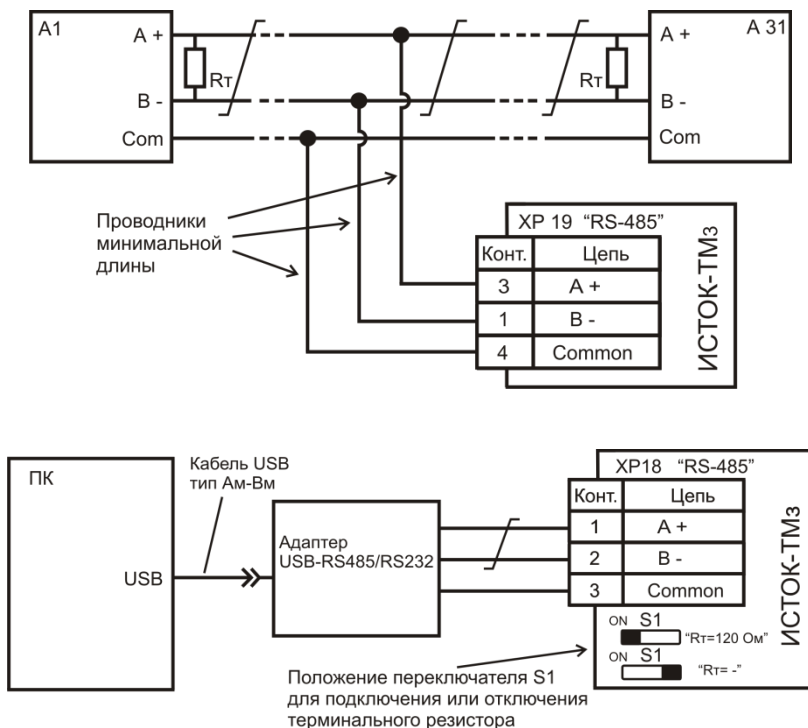 А1
А +
Rт
В -
Com
Rт
А 31
А +
В -
Com
Проводники
минимальной
длины
XP 19 "RS-485"
Конт. Цепь
3 А +
1 В -
4 Common
ИСТОК-ТМ3
ПК
USB
Кабель USB
тип Ам-Вм
Адаптер
USB-RS485/RS232
XP18 "RS-485"
Конт. Цепь
1 А +
2 В -
3 Common
ИСТОК-ТМ3
ON S1
"Rт=120 Ом"
ON S1
"Rт= -"
Положение переключателя S1
для подключения или отключения
терминального резистора